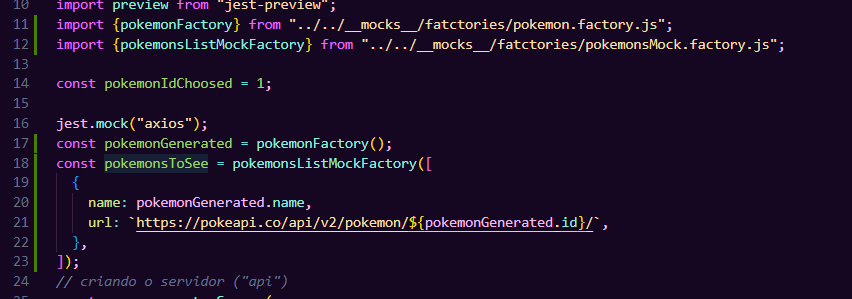 10 import preview from "jest-preview";
11 import {pokemonFactory} from "../../__mocks__/fatctories/pokemon.factory.js";
12 import {pokemonsListMockFactory} from "../../__mocks__/fatctories/pokemonsMock.factory.js";
13
14 const pokemonIdChoosed = 1;
15
16 jest.mock("axios");
17 const pokemonGenerated = pokemonFactory();
18 const pokemonsToSee = pokemonsListMockFactory([
19   {
20     name: pokemonGenerated.name,
21     url: `https://pokeapi.co/api/v2/pokemon/${pokemonGenerated.id}/`,
22   },
23 ]);
24 // criando o servidor ("api")